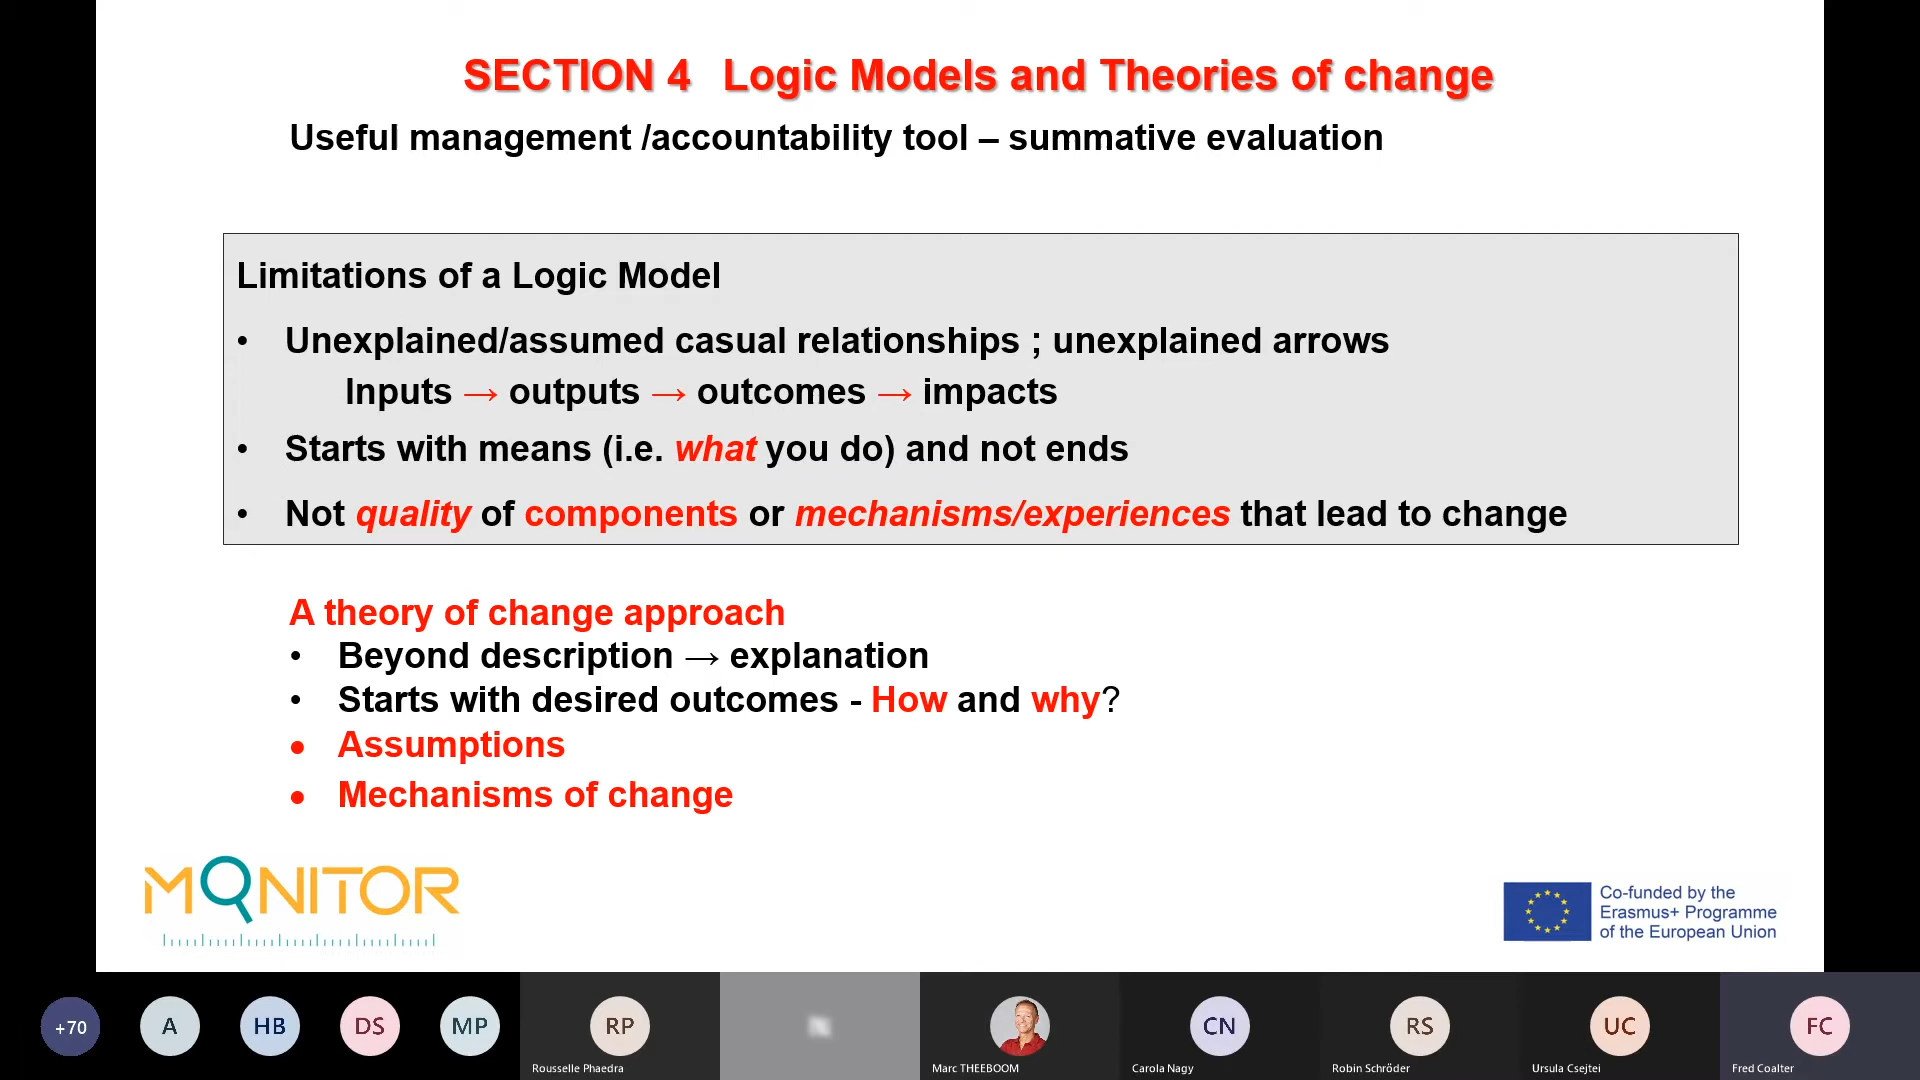 SECTION 4 Logic Models and Theories of change
Useful management /accountability tool – summative evaluation
Limitations of a Logic Model
• Unexplained/assumed casual relationships ; unexplained arrows
Inputs → outputs → outcomes → impacts
• Starts with means (i.e. what you do) and not ends
• Not quality of components or mechanisms/experiences that lead to change
A theory of change approach
• Beyond description → explanation
• Starts with desired outcomes - How and why?
• Assumptions
• Mechanisms of change
MONITOR
Co-funded by the
Erasmus+ Programme
of the European Union
+70 A HB DS MP RP CN RS UC FC
Rousselle Phaedra Marc THEEBOOM Carola Nagy Robin Schröder Ursula Csejtei Fred Coalter